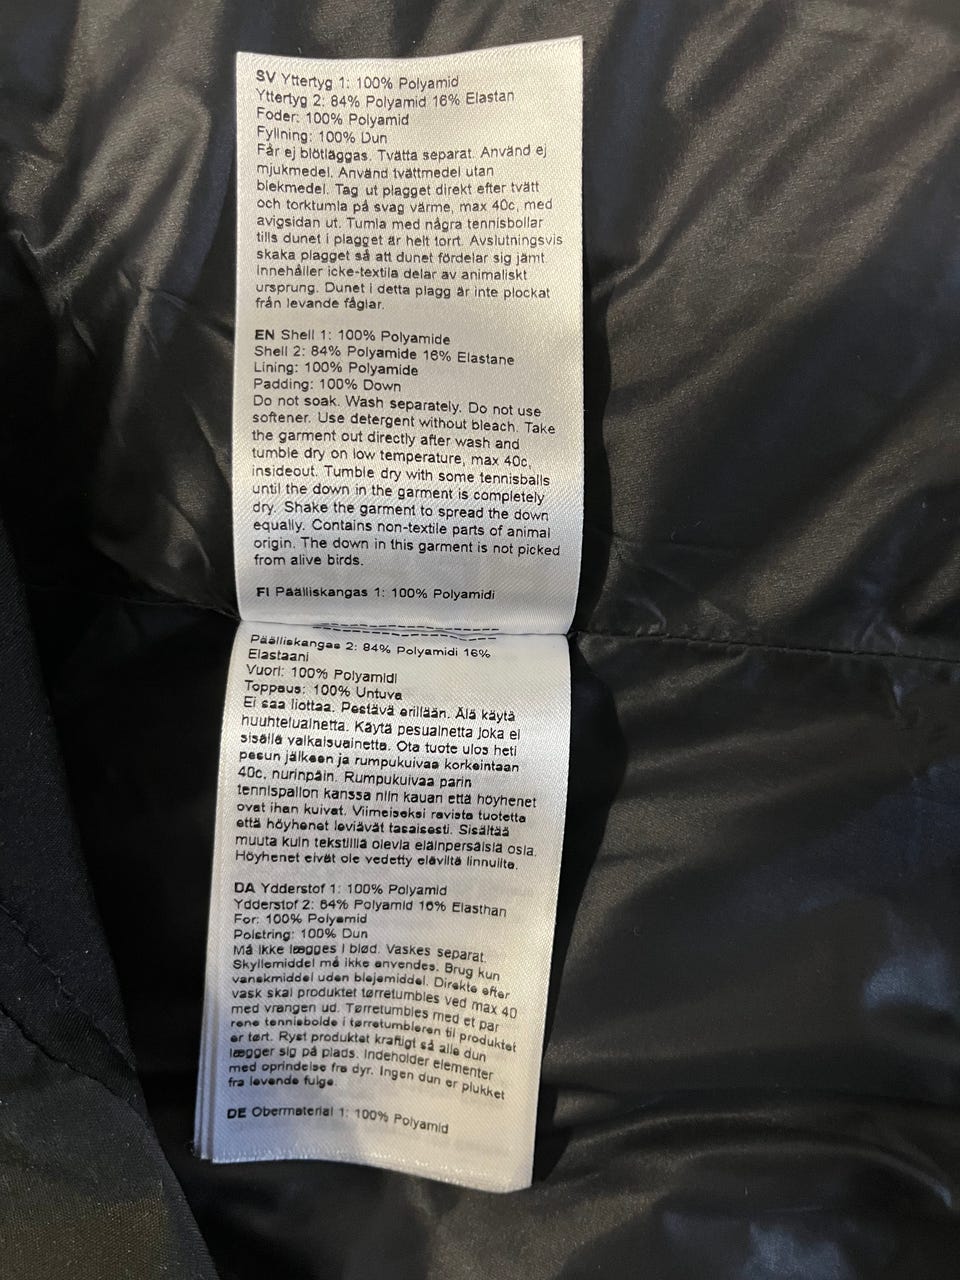 SV Yttertyg 1: 100% Polyamid
Yttertyg 2: 84% Polyamid 16% Elastan
Foder: 100% Polyamid
Fyllning: 100% Dun
Får ej blötläggas. Tvätta separat. Använd ej
mjukmedel. Använd tvättmedel utan
blekmedel. Tag ut plagget direkt efter tvätt
och torktumla på svag värme, max 40c, med
avigsidan ut. Tumla med några tennisbollar
tills dunet i plagget är helt torrt. Avslutningsvis
skaka plagget så att dunet fördelar sig jämt.
Innehåller icke-textila delar av animaliskt
ursprung. Dunet i detta plagg är inte plockat
från levande fåglar.
EN Shell 1: 100% Polyamide
Shell 2: 84% Polyamide 16% Elastane
Lining: 100% Polyamide
Padding: 100% Down
Do not soak. Wash separately. Do not use
softener. Use detergent without bleach. Take
the garment out directly after wash and
tumble dry on low temperature, max 40c,
insideout. Tumble dry with some tennisballs
until the down in the garment is completely
dry. Shake the garment to spread the down
equally. Contains non-textile parts of animal
origin. The down in this garment is not picked
from alive birds.
FI Päälliskangas 1: 100% Polyamidi
Päälliskangas 2: 84% Polyamidi 16%
Elastaani
Vuori: 100% Polyamidi
Toppaus: 100% Untuva
Ei saa liottaa. Pestävä erillään. Älä käytä
huuhteluainetta. Käytä pesuainetta joka ei
sisällä valkaisuainetta. Ota tuote ulos heti
pesun jälkeen ja rumpukuivaa korkeintaan
40c, nurinpäin. Rumpukuivaa parin
tennispallon kanssa niin kauan että höyhenet
ovat ihan kuivat. Viimeiseksi ravista tuotetta
että höyhenet leviävät tasaisesti. Sisältää
muuta kuin tekstiiliä olevia eläinperäisiä osia.
Höyhenet eivät ole vedetty eläviltä linnuilta.
DA Ydderstof 1: 100% Polyamid
Ydderstof 2: 84% Polyamid 16% Elasthan
For: 100% Polyamid
Polstring: 100% Dun
Må ikke lægges i blød. Vaskes separat.
Skyllemiddel må ikke anvendes. Brug kun
vanskmiddel uden blejemiddel. Direkte efter
vask skal produktet tørretumbles ved max 40
med vrangen ud. Tørretumbles med et par
rene tennisbolde i tørretumbleren til produktet
er tørt. Ryst produktet kraftigt så alle dun
lægger sig på plads. Indeholder elementer
med oprindelse fra dyr. Ingen dun er plukket
fra levende fulge.
DE Obermaterial 1: 100% Polyamid